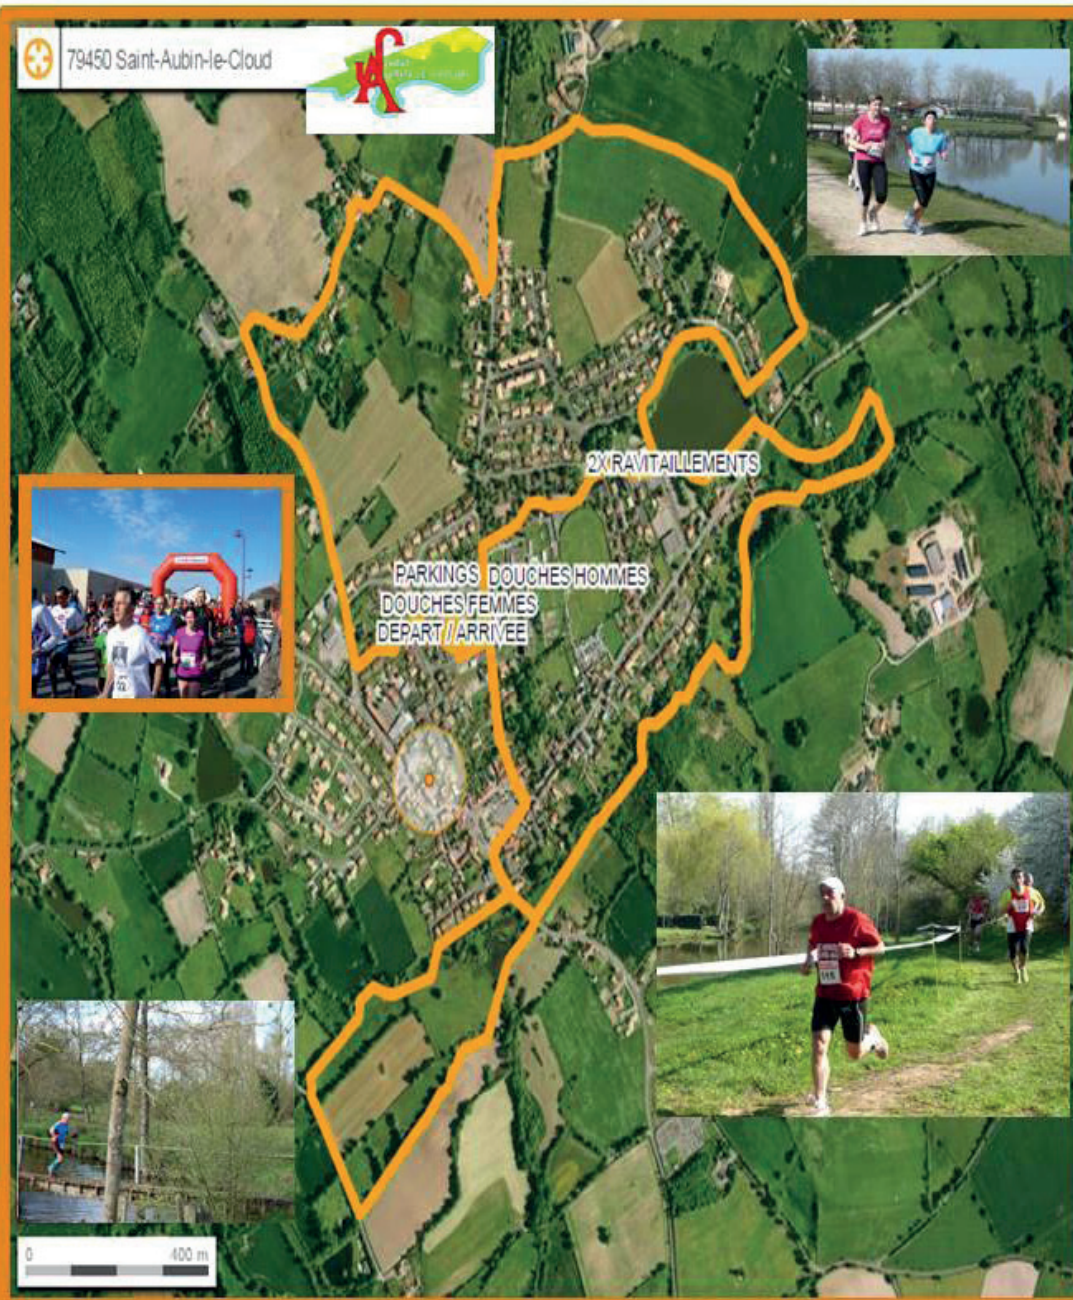 79450 Saint-Aubin-le-Cloud
2X RAVITAILLEMENTS
PARKINGS DOUCHES HOMMES
DOUCHES FEMMES
DEPART / ARRIVEE
0 400 m